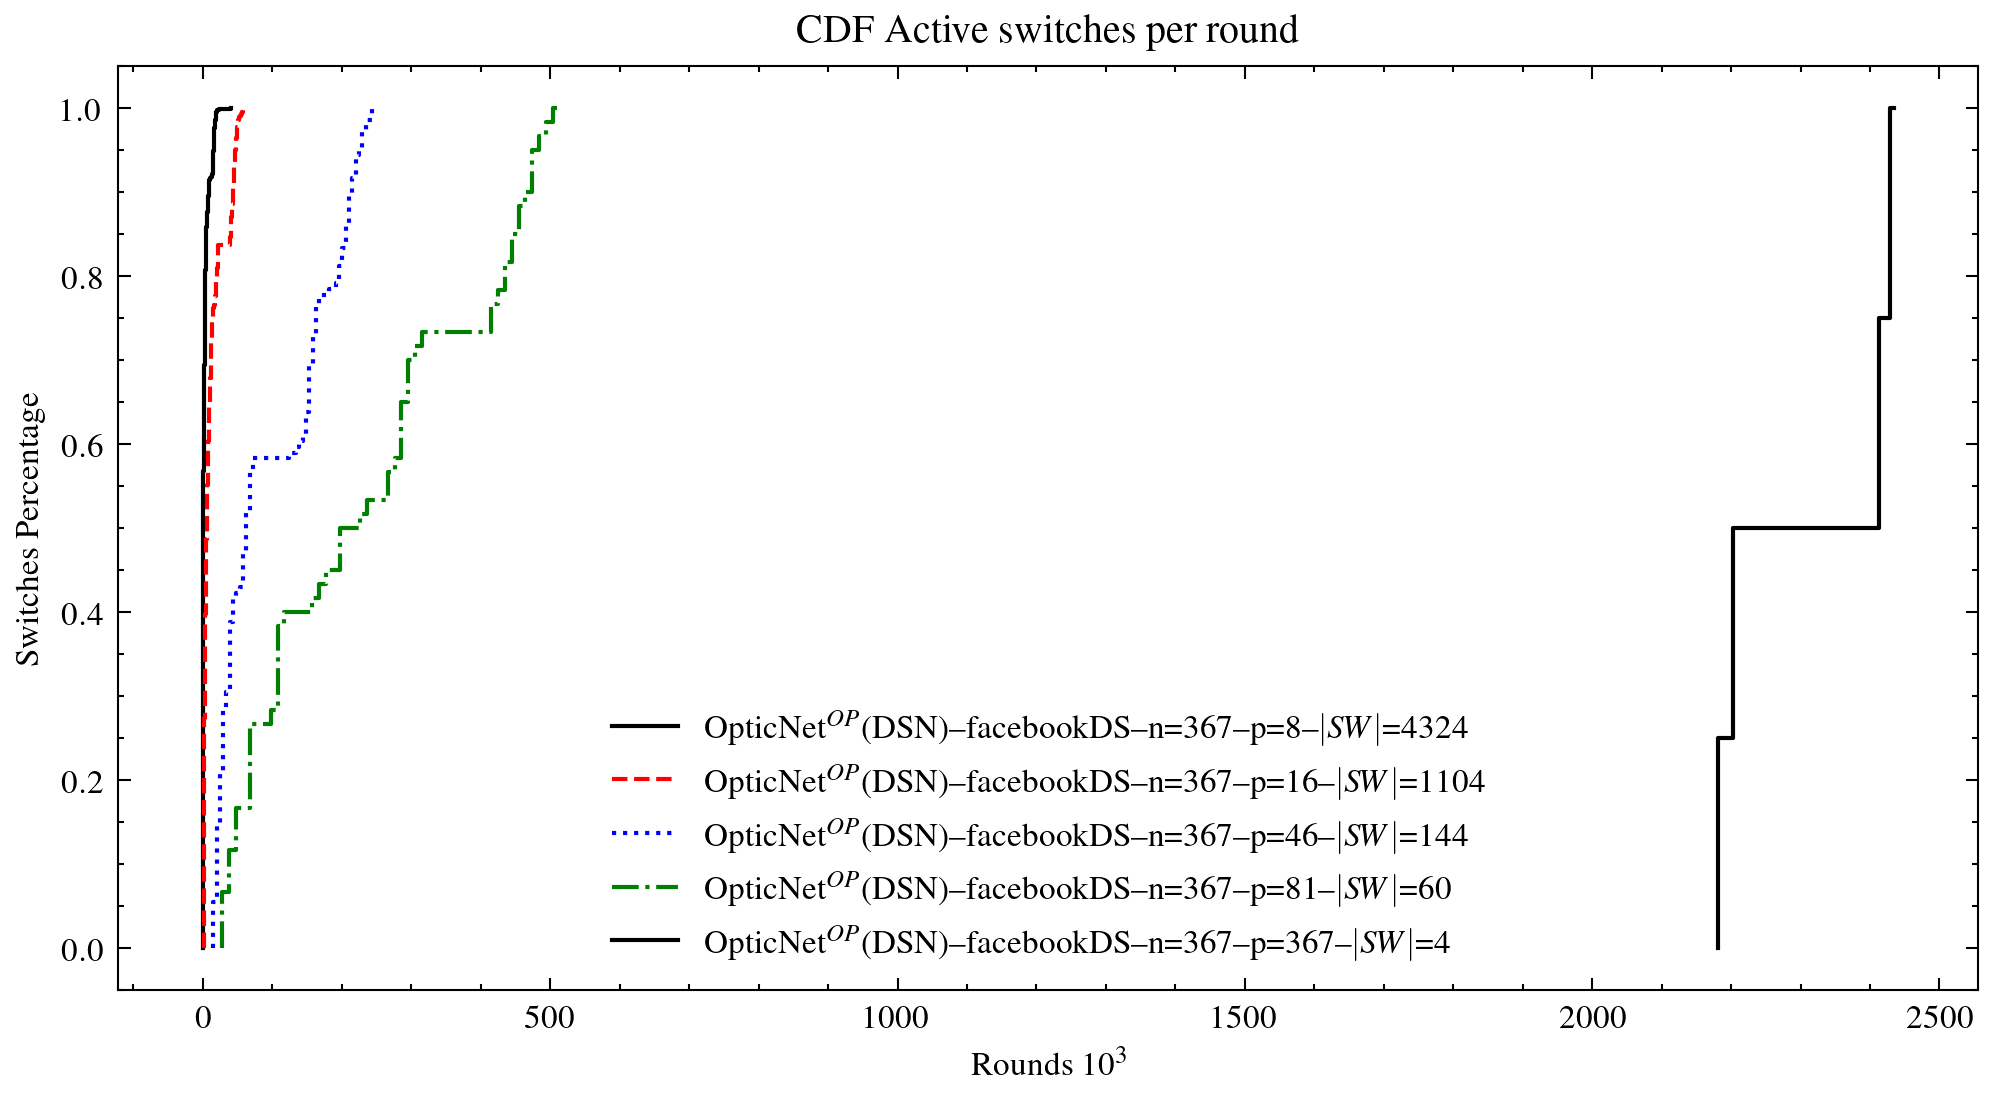 CDF Active switches per round
Switches Percentage
1.0
0.8
0.6
0.4
0.2
0.0
OpticNet^{OP}(DSN)–facebookDS–n=367–p=8–|SW|=4324
OpticNet^{OP}(DSN)–facebookDS–n=367–p=16–|SW|=1104
OpticNet^{OP}(DSN)–facebookDS–n=367–p=46–|SW|=144
OpticNet^{OP}(DSN)–facebookDS–n=367–p=81–|SW|=60
OpticNet^{OP}(DSN)–facebookDS–n=367–p=367–|SW|=4
0 500 1000 1500 2000 2500
Rounds 10³